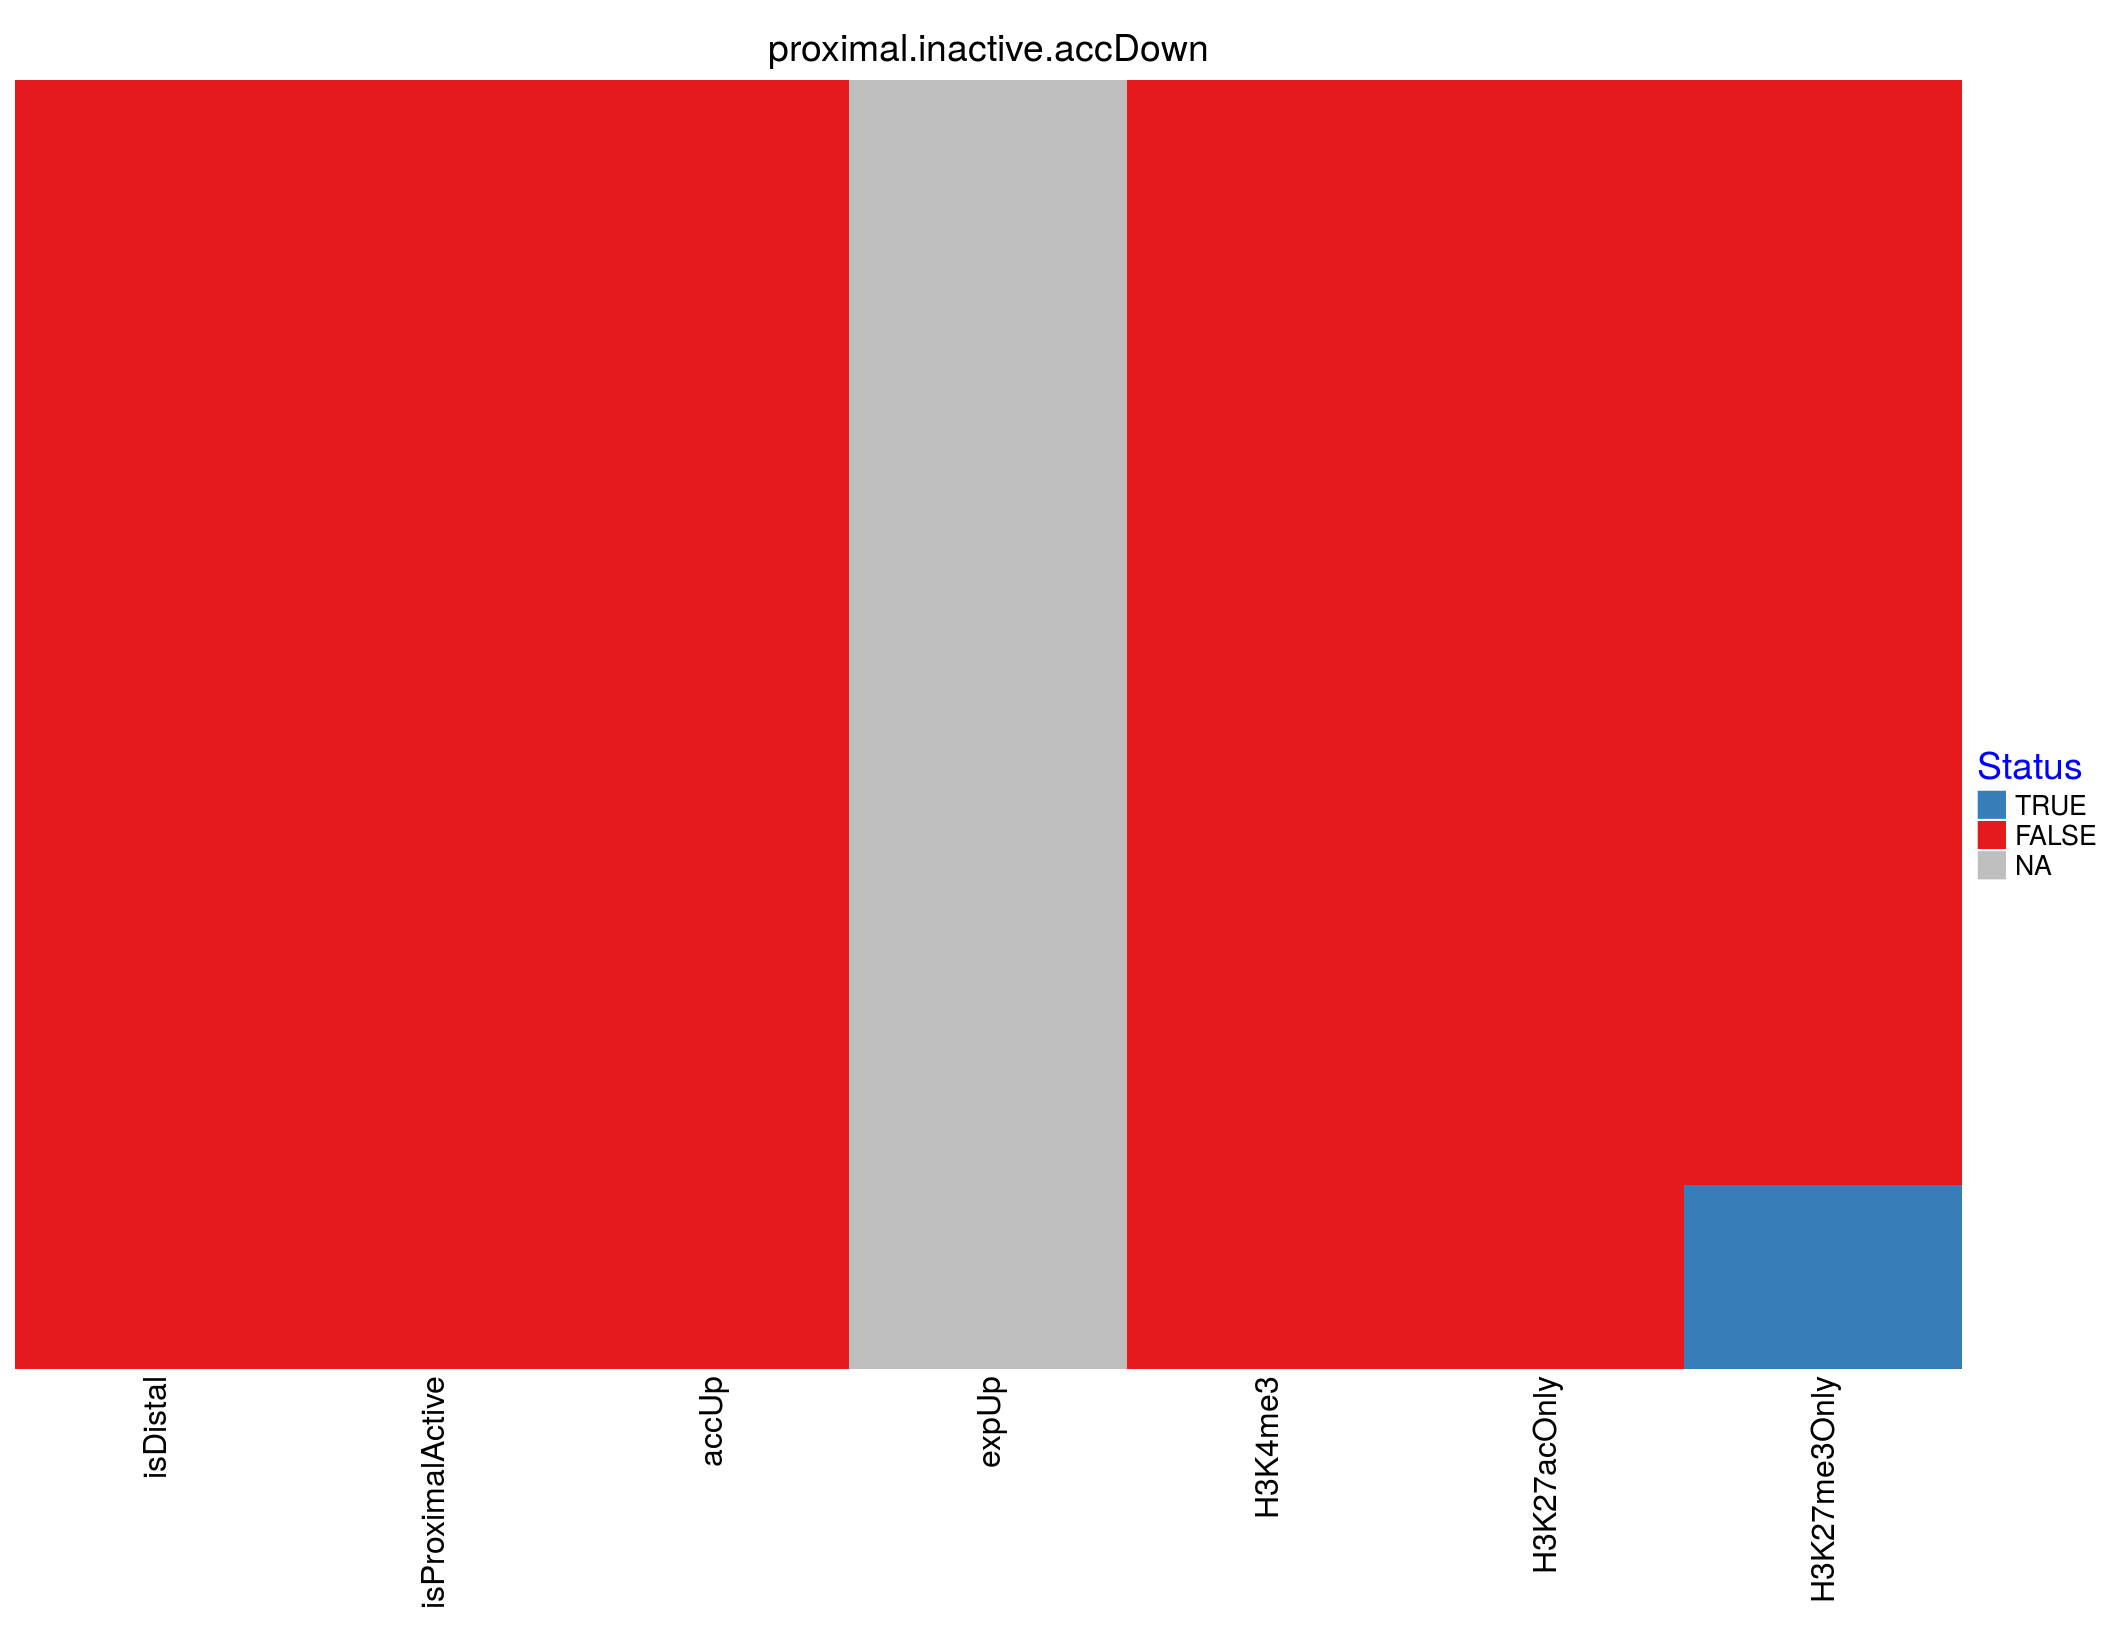 proximal.inactive.accDown
Status
TRUE
FALSE
NA
isDistal
isProximalActive
accUp
expUp
H3K4me3
H3K27acOnly
H3K27me3Only